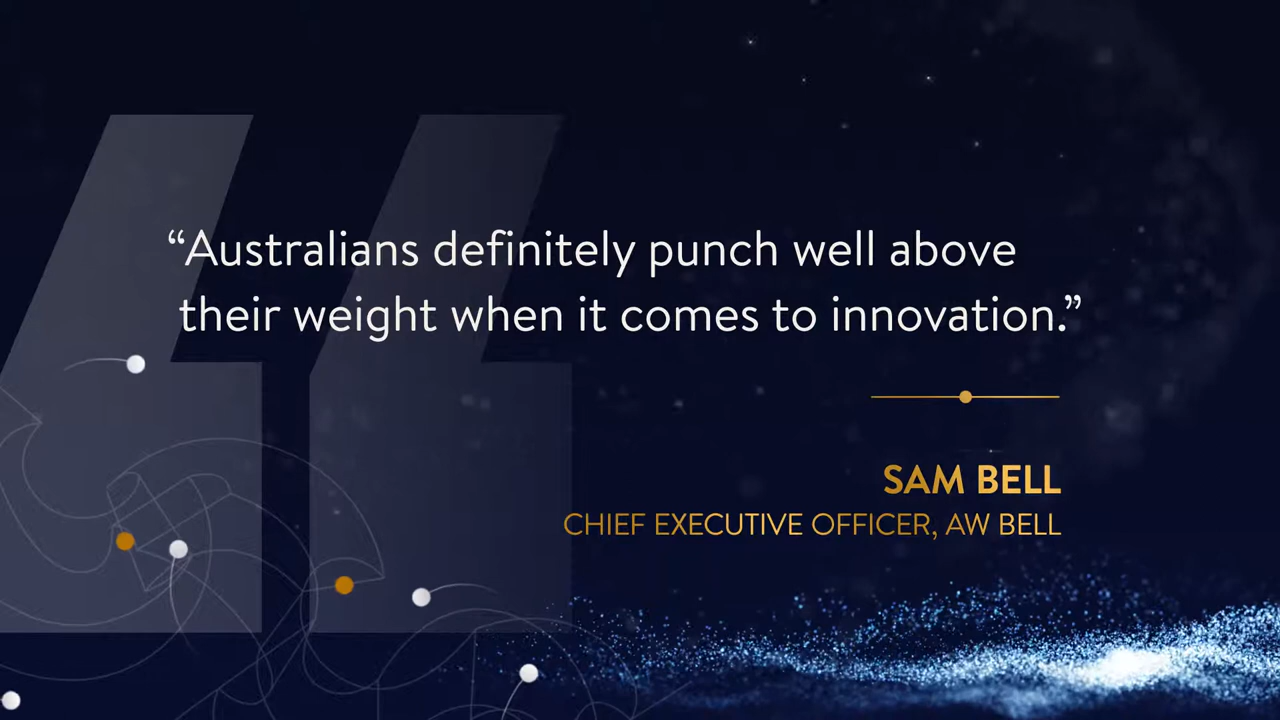 “Australians definitely punch well above
their weight when it comes to innovation.”
SAM BELL
CHIEF EXECUTIVE OFFICER, AW BELL